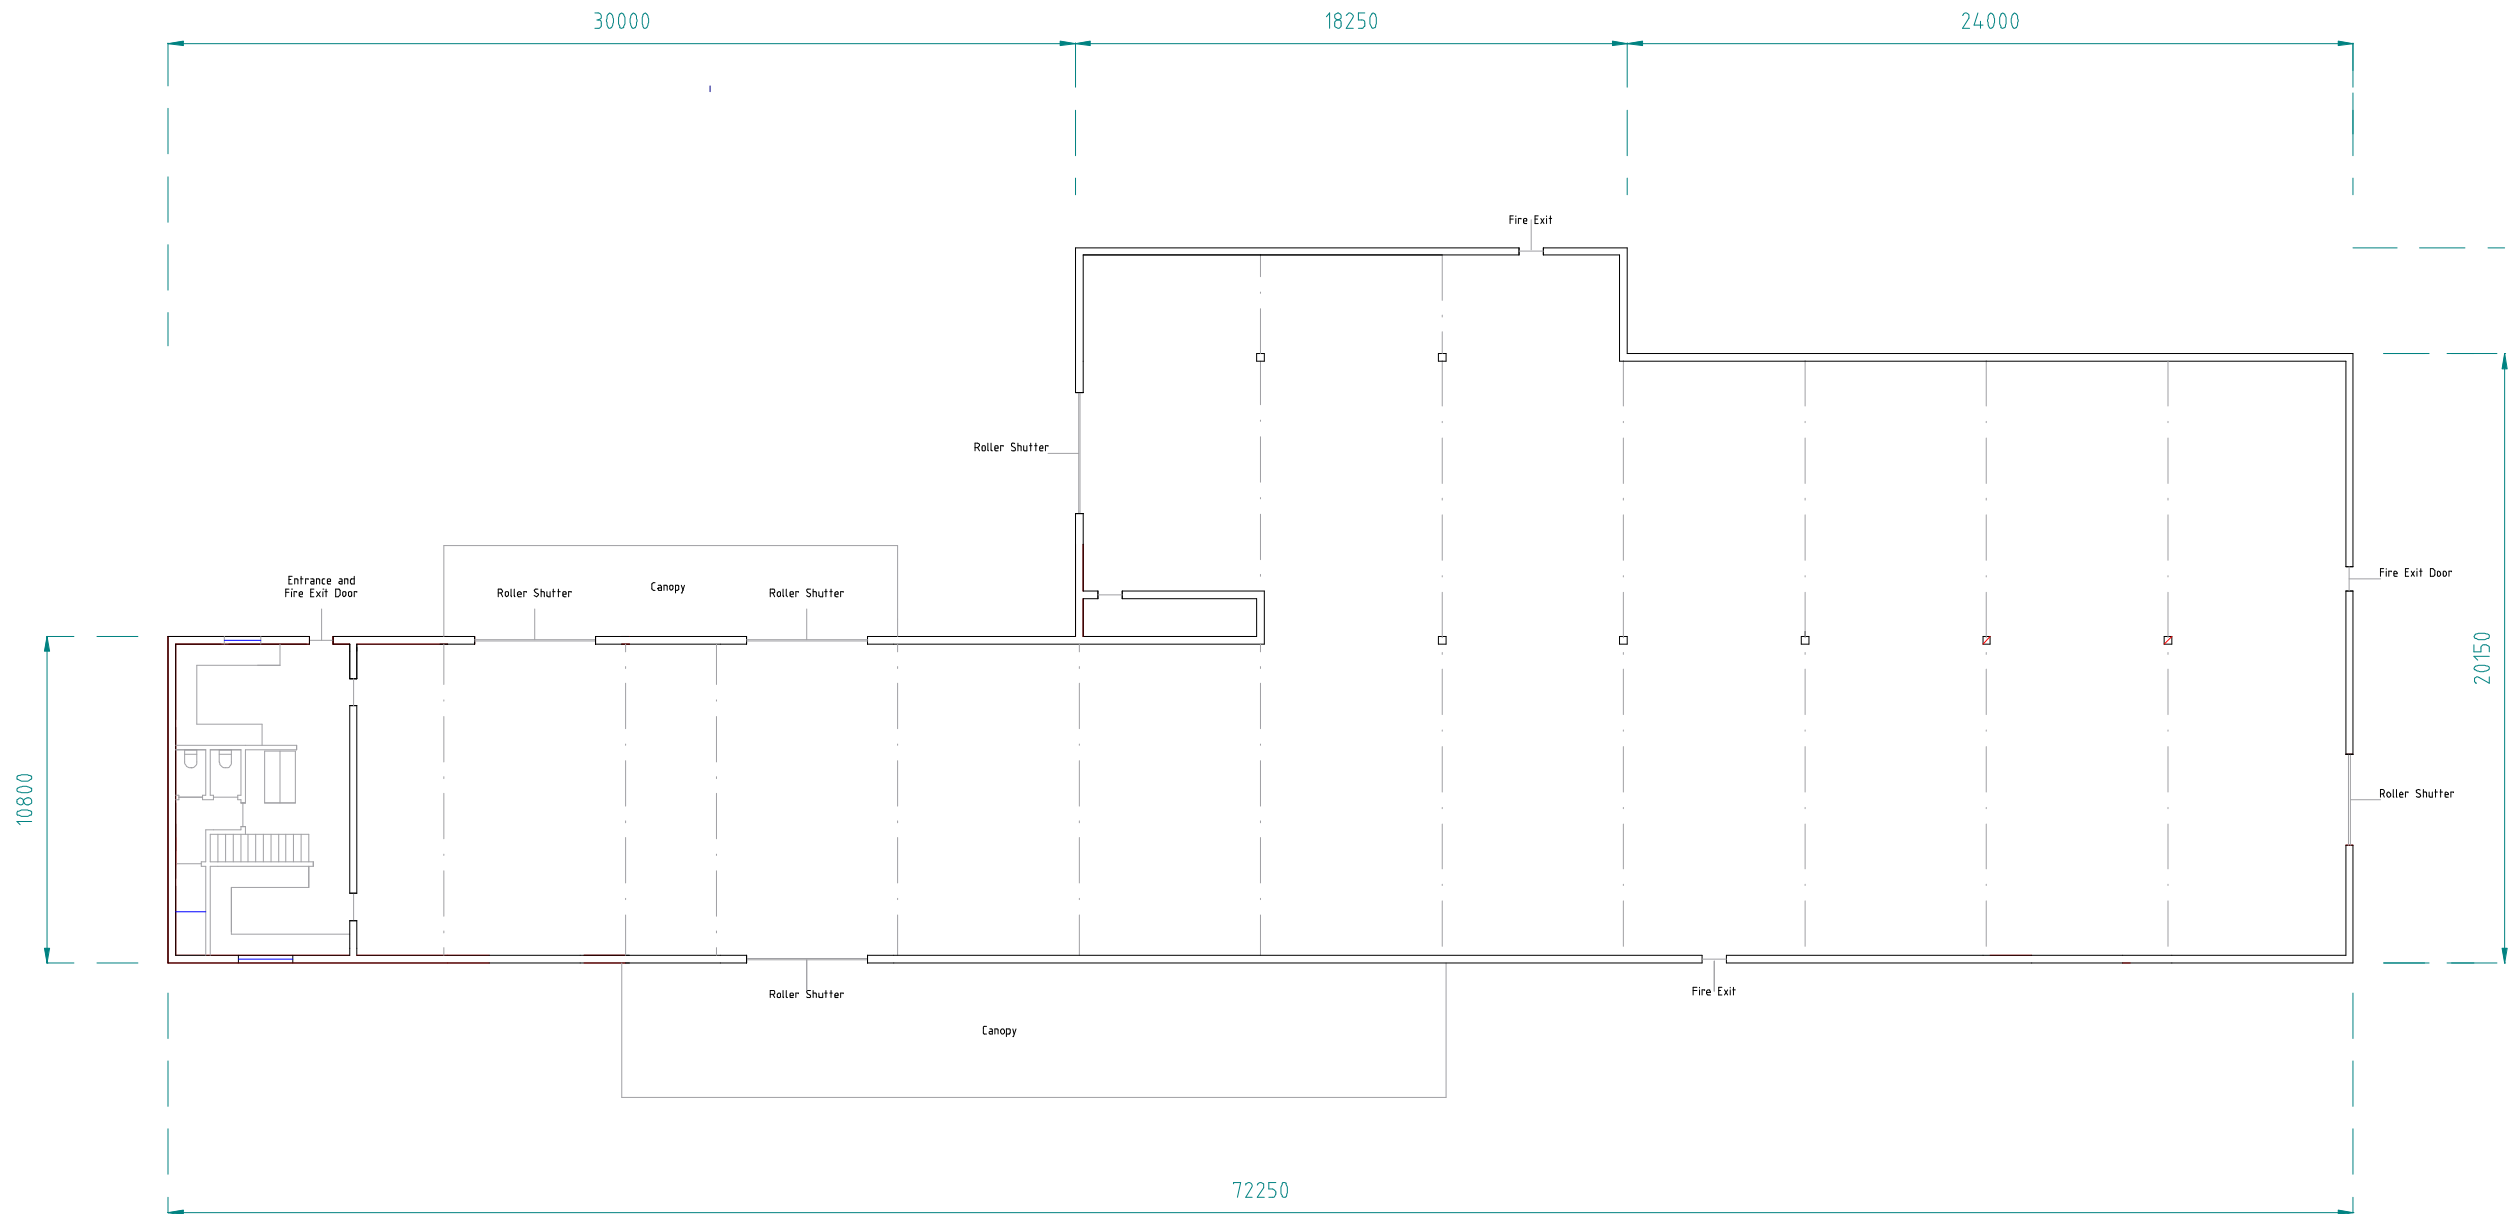 30000
18250
24000
Fire Exit
Roller Shutter
Entrance and
Fire Exit Door
Roller Shutter
Canopy
Roller Shutter
Fire Exit Door
20150
10800
Roller Shutter
Roller Shutter
Fire Exit
Canopy
72250